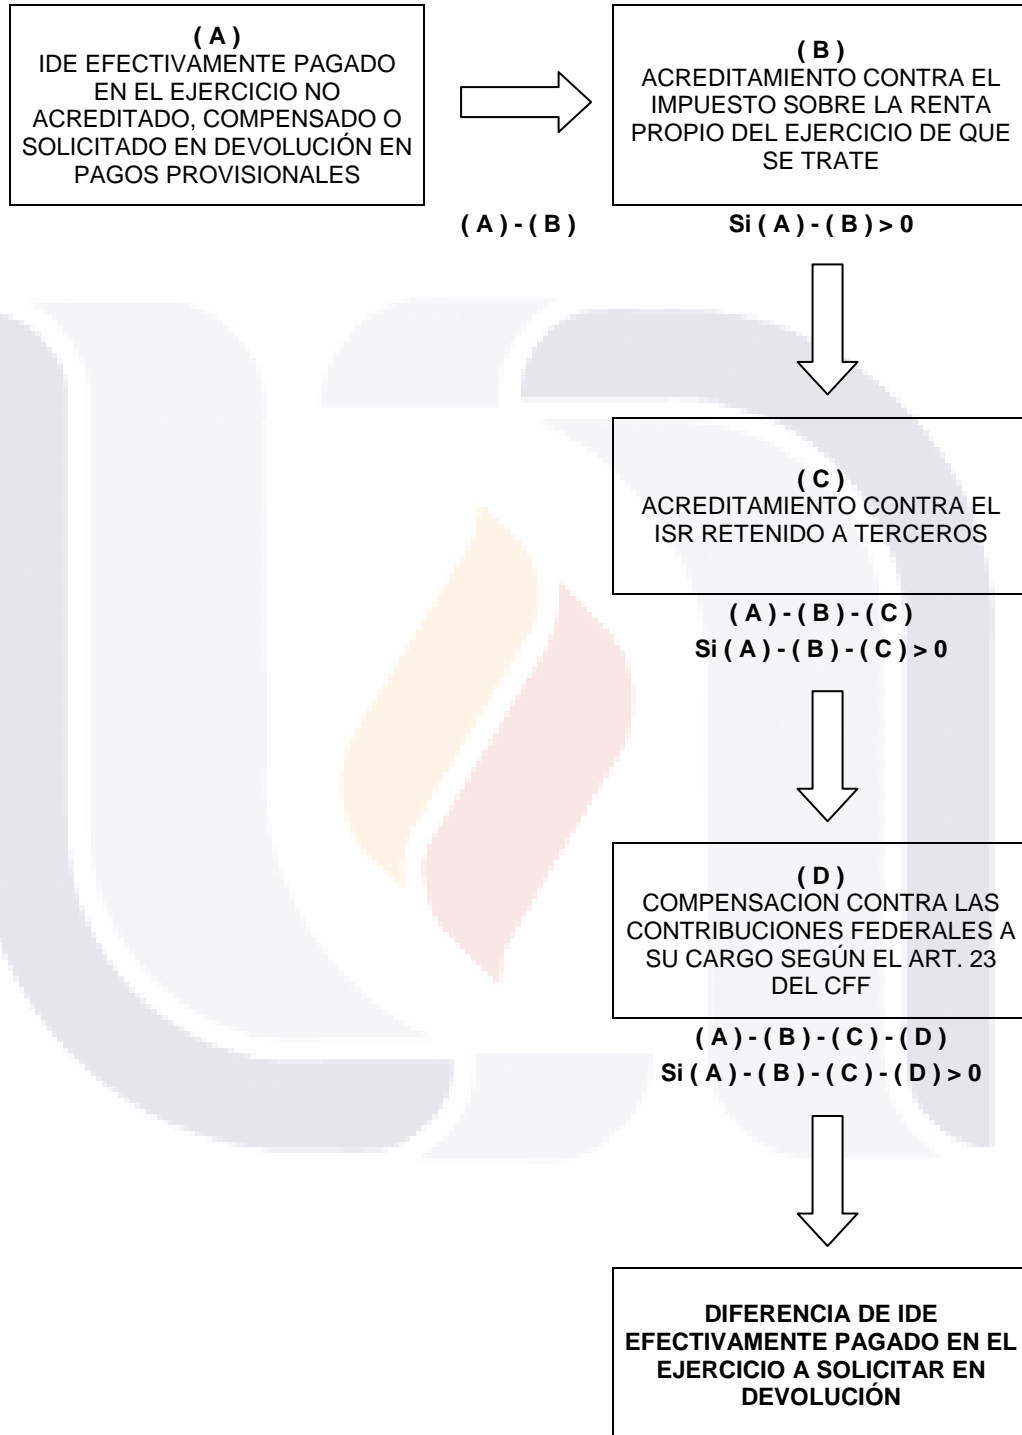 ( A )
IDE EFECTIVAMENTE PAGADO
EN EL EJERCICIO NO
ACREDITADO, COMPENSADO O
SOLICITADO EN DEVOLUCIÓN EN
PAGOS PROVISIONALES
( B )
ACREDITAMIENTO CONTRA EL
IMPUESTO SOBRE LA RENTA
PROPIO DEL EJERCICIO DE QUE
SE TRATE
( A ) - ( B )
Si ( A ) - ( B ) > 0
( C )
ACREDITAMIENTO CONTRA EL
ISR RETENIDO A TERCEROS
( A ) - ( B ) - ( C )
Si ( A ) - ( B ) - ( C ) > 0
( D )
COMPENSACION CONTRA LAS
CONTRIBUCIONES FEDERALES A
SU CARGO SEGÚN EL ART. 23
DEL CFF
( A ) - ( B ) - ( C ) - ( D )
Si ( A ) - ( B ) - ( C ) - ( D ) > 0
DIFERENCIA DE IDE
EFECTIVAMENTE PAGADO EN EL
EJERCICIO A SOLICITAR EN
DEVOLUCIÓN